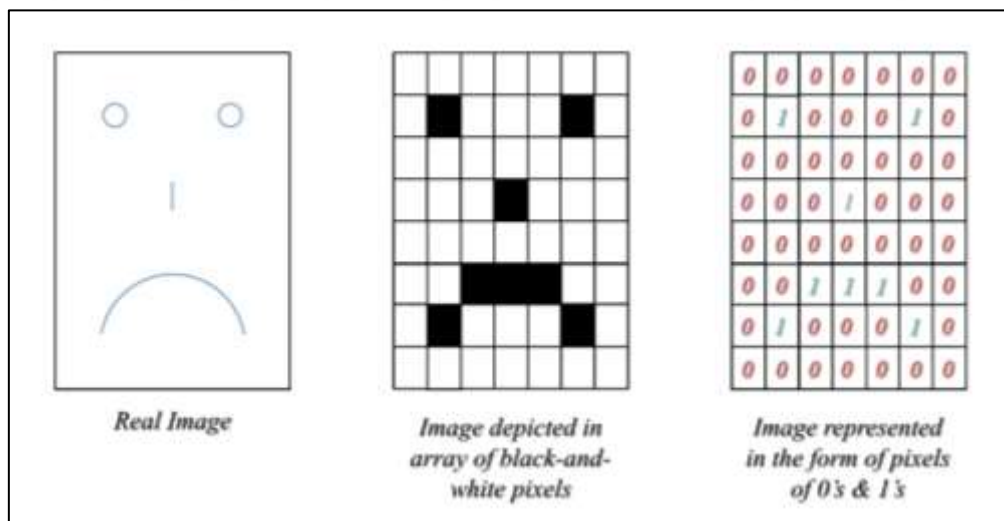 0 0 0 0 0 0 0
0 1 0 0 0 1 0
0 0 0 0 0 0 0
0 0 0 1 0 0 0
0 0 0 0 0 0 0
0 0 1 1 1 0 0
0 1 0 0 0 1 0
0 0 0 0 0 0 0
Real Image
Image depicted in
array of black-and-
white pixels
Image represented
in the form of pixels
of 0's & 1's